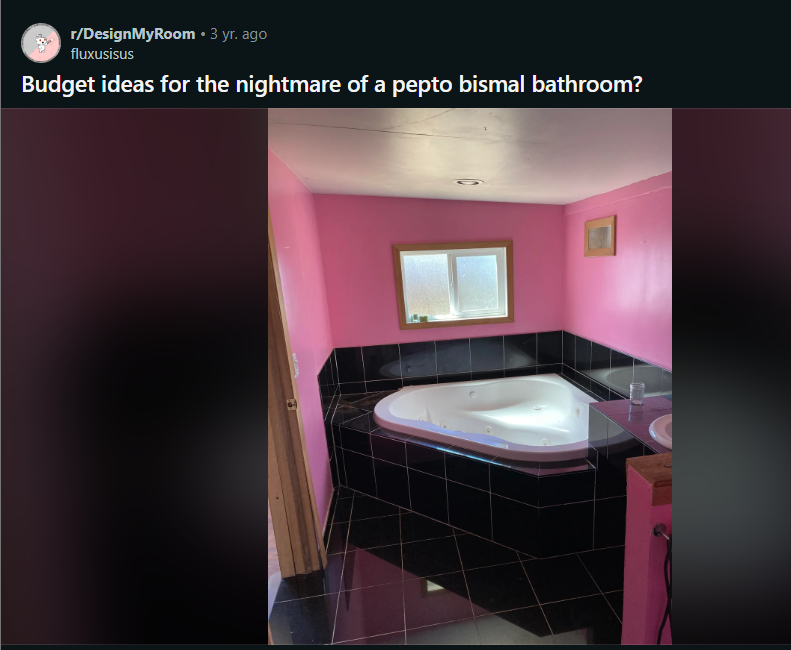 r/DesignMyRoom • 3 yr. ago
fluxusisus
Budget ideas for the nightmare of a pepto bismal bathroom?